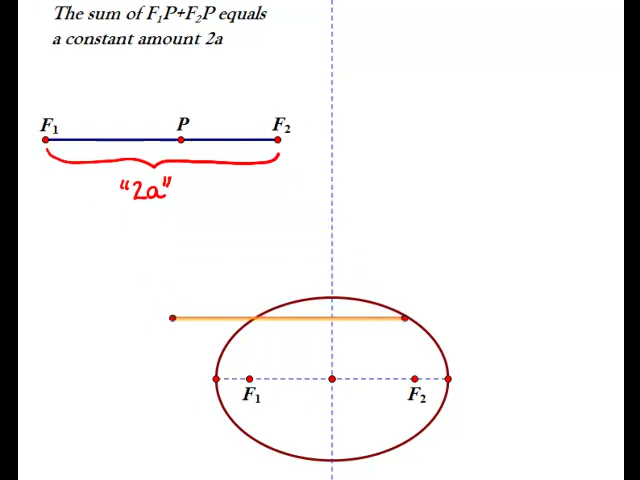 The sum of F₁P+F₂P equals
a constant amount 2a
F₁ P F₂
"2a"
F₁ F₂